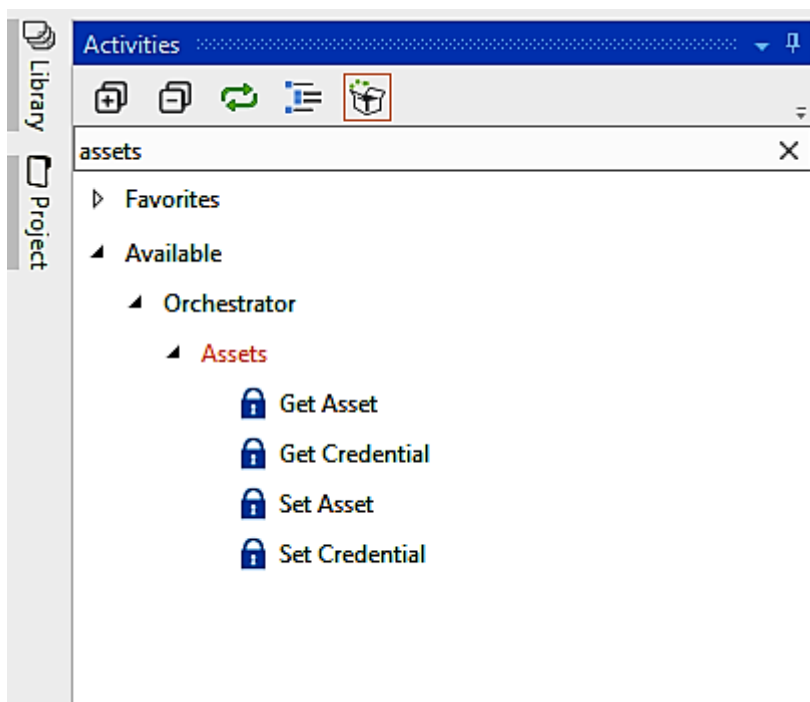 Library
Project
Activities
assets
Favorites
Available
Orchestrator
Assets
Get Asset
Get Credential
Set Asset
Set Credential